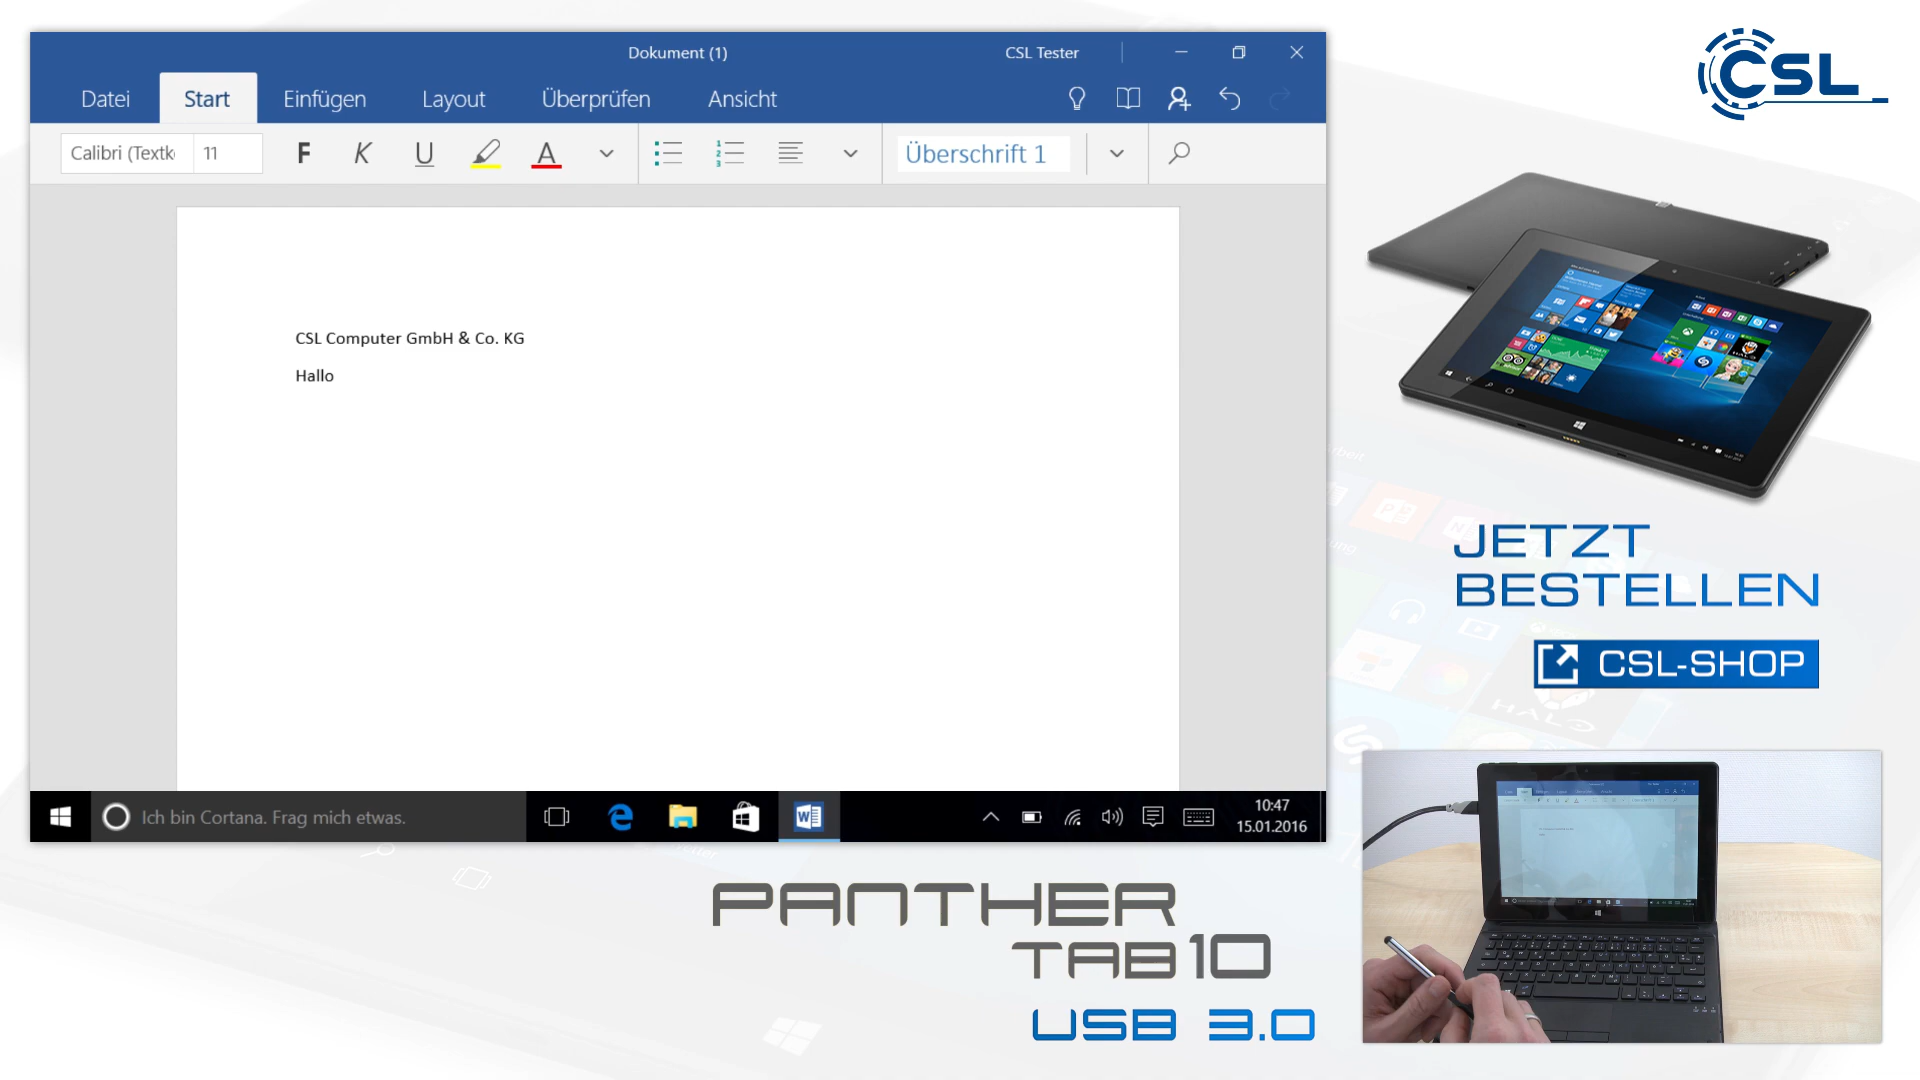 Dokument (1)
CSL Tester
Datei
Start
Einfügen
Layout
Überprüfen
Ansicht
Calibri (Textk
11
F
K
U
A
Überschrift 1
CSL Computer GmbH & Co. KG
Hallo
Ich bin Cortana. Frag mich etwas.
10:47
15.01.2016
CSL
JETZT
BESTELLEN
CSL-SHOP
HALO
PANTHER
TAB10
USB 3.0